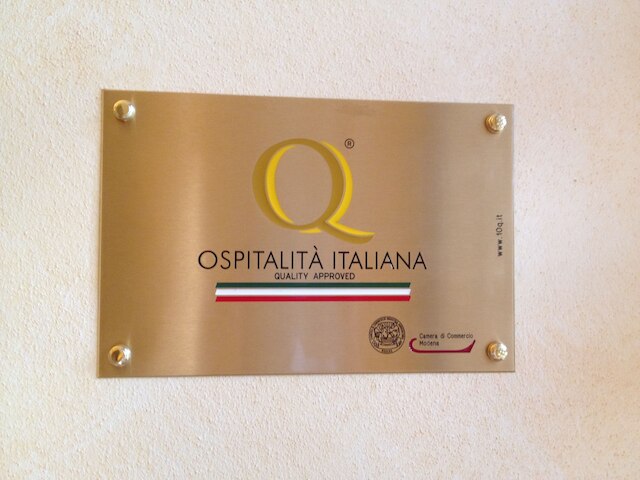 Q®
OSPITALITÀ ITALIANA
QUALITY APPROVED
Camera di Commercio
Modena
www.10q.it